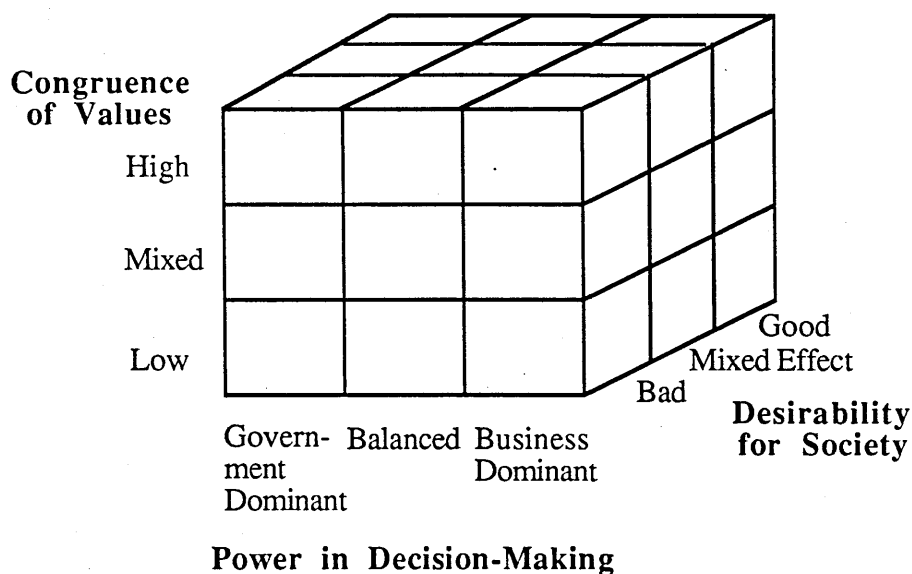 Congruence
of Values
High
Mixed
Low
Good
Mixed Effect
Bad
Desirability
for Society
Govern-
ment
Dominant
Balanced
Business
Dominant
Power in Decision-Making